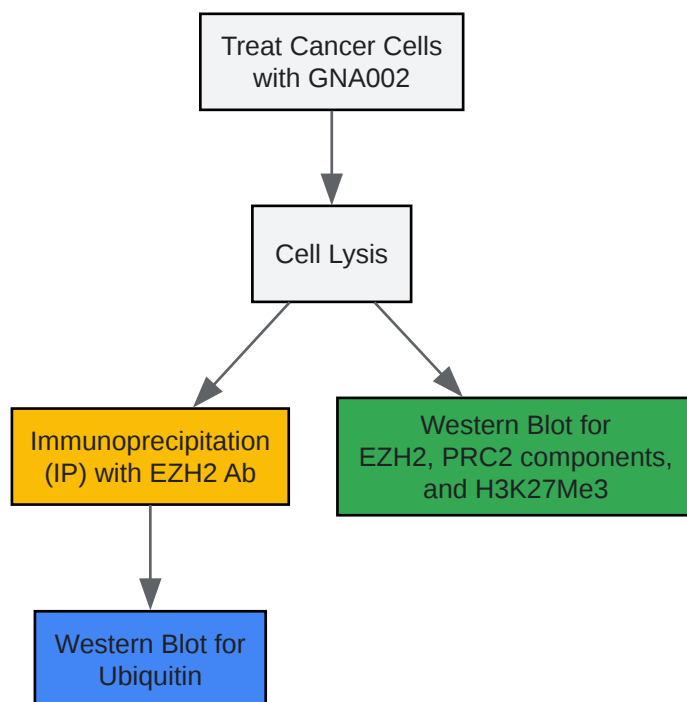 Treat Cancer Cells
with GNA002
Cell Lysis
Immunoprecipitation
(IP) with EZH2 Ab
Western Blot for
EZH2, PRC2 components,
and H3K27Me3
Western Blot for
Ubiquitin